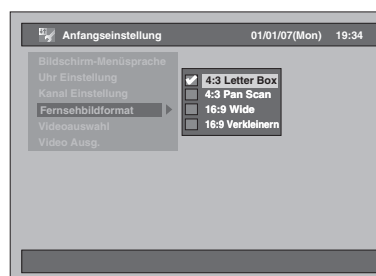 Anfangseinstellung 01/01/07(Mon) 19:34
Bildschirm-Menüsprache
Uhr Einstellung
Kanal Einstellung
Fernsehbildformat
Videoauswahl
Video Ausg.
4:3 Letter Box
4:3 Pan Scan
16:9 Wide
16:9 Verkleinern